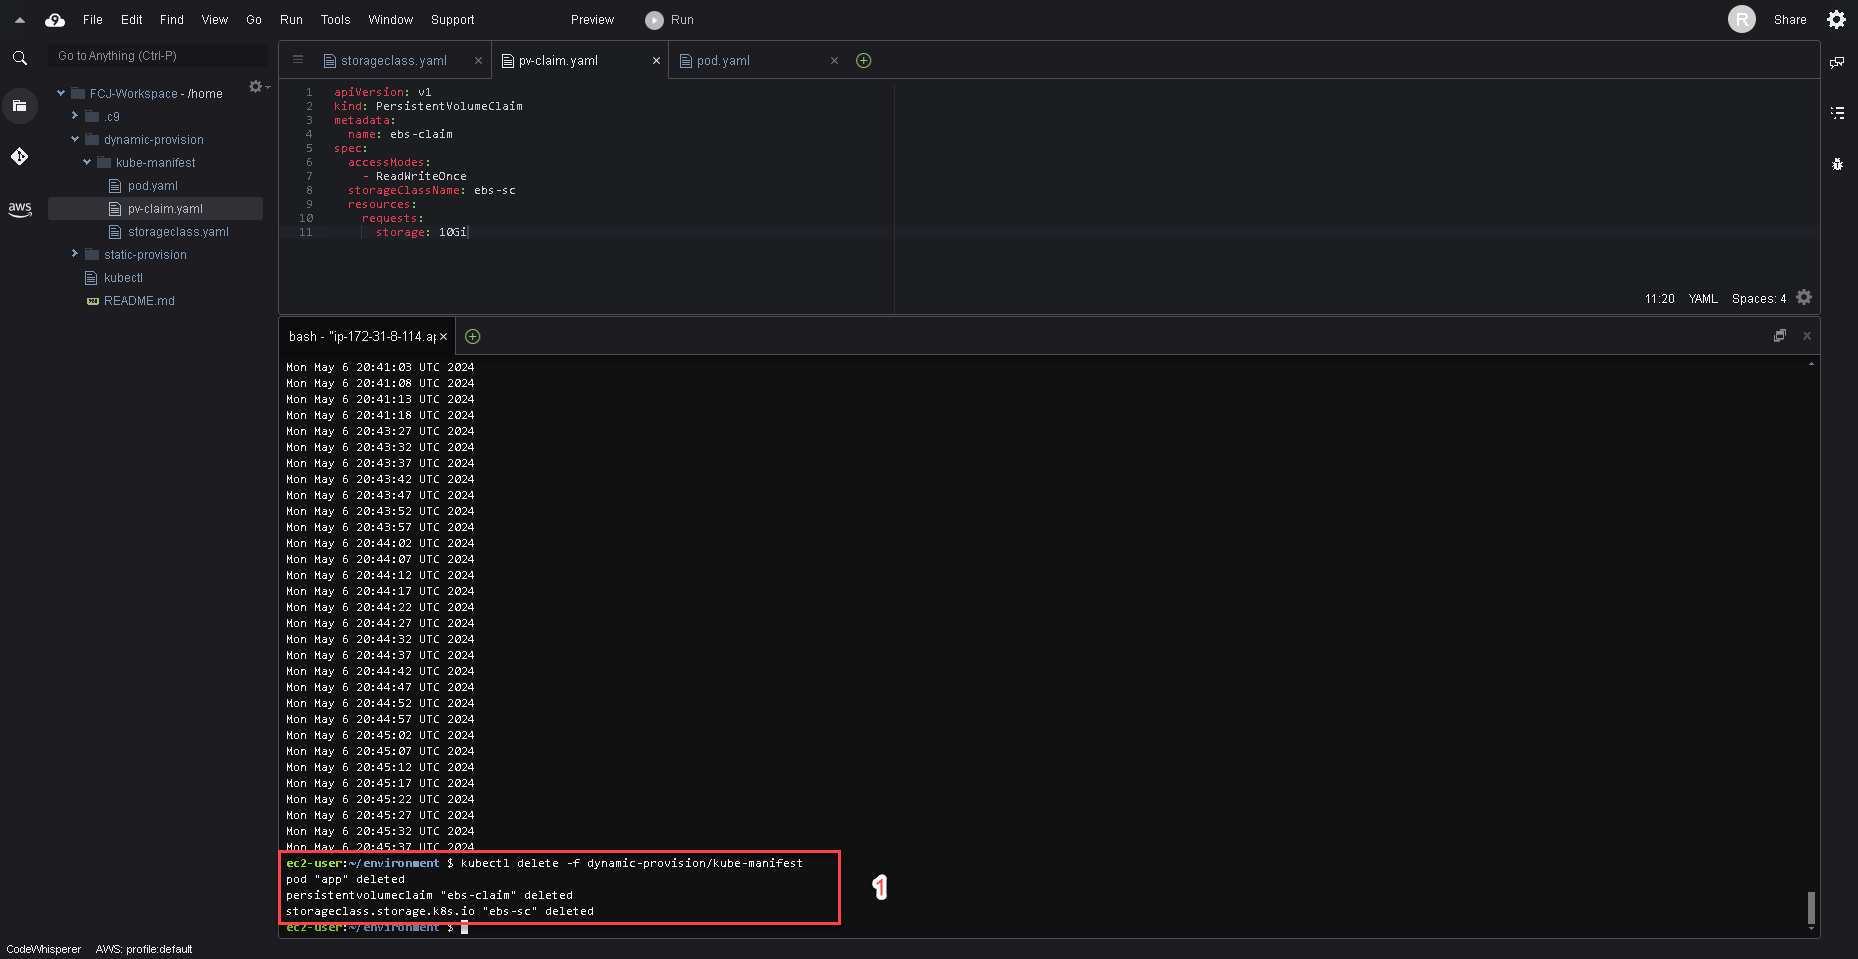 File Edit Find View Go Run Tools Window Support Preview Run R Share
Go to Anything (Ctrl-P)
FCJ-Workspace - /home
.c9
dynamic-provision
kube-manifest
pod.yaml
pv-claim.yaml
storageclass.yaml
static-provision
kubectl
README.md
aws
storageclass.yaml pv-claim.yaml pod.yaml
1 apiVersion: v1
2 kind: PersistentVolumeClaim
3 metadata:
4 name: ebs-claim
5 spec:
6 accessModes:
7 - ReadWriteOnce
8 storageClassName: ebs-sc
9 resources:
10 requests:
11 storage: 10Gi
11:20 YAML Spaces: 4
bash - "ip-172-31-8-114.ap
Mon May 6 20:41:03 UTC 2024
Mon May 6 20:41:08 UTC 2024
Mon May 6 20:41:13 UTC 2024
Mon May 6 20:41:18 UTC 2024
Mon May 6 20:43:27 UTC 2024
Mon May 6 20:43:32 UTC 2024
Mon May 6 20:43:37 UTC 2024
Mon May 6 20:43:42 UTC 2024
Mon May 6 20:43:47 UTC 2024
Mon May 6 20:43:52 UTC 2024
Mon May 6 20:43:57 UTC 2024
Mon May 6 20:44:02 UTC 2024
Mon May 6 20:44:07 UTC 2024
Mon May 6 20:44:12 UTC 2024
Mon May 6 20:44:17 UTC 2024
Mon May 6 20:44:22 UTC 2024
Mon May 6 20:44:27 UTC 2024
Mon May 6 20:44:32 UTC 2024
Mon May 6 20:44:37 UTC 2024
Mon May 6 20:44:42 UTC 2024
Mon May 6 20:44:47 UTC 2024
Mon May 6 20:44:52 UTC 2024
Mon May 6 20:44:57 UTC 2024
Mon May 6 20:45:02 UTC 2024
Mon May 6 20:45:07 UTC 2024
Mon May 6 20:45:12 UTC 2024
Mon May 6 20:45:17 UTC 2024
Mon May 6 20:45:22 UTC 2024
Mon May 6 20:45:27 UTC 2024
Mon May 6 20:45:32 UTC 2024
Mon May 6 20:45:37 UTC 2024
ec2-user:~/environment $ kubectl delete -f dynamic-provision/kube-manifest
pod "app" deleted
persistentvolumeclaim "ebs-claim" deleted
storageclass.storage.k8s.io "ebs-sc" deleted
ec2-user:~/environment $
1
CodeWhisperer AWS: profile:default